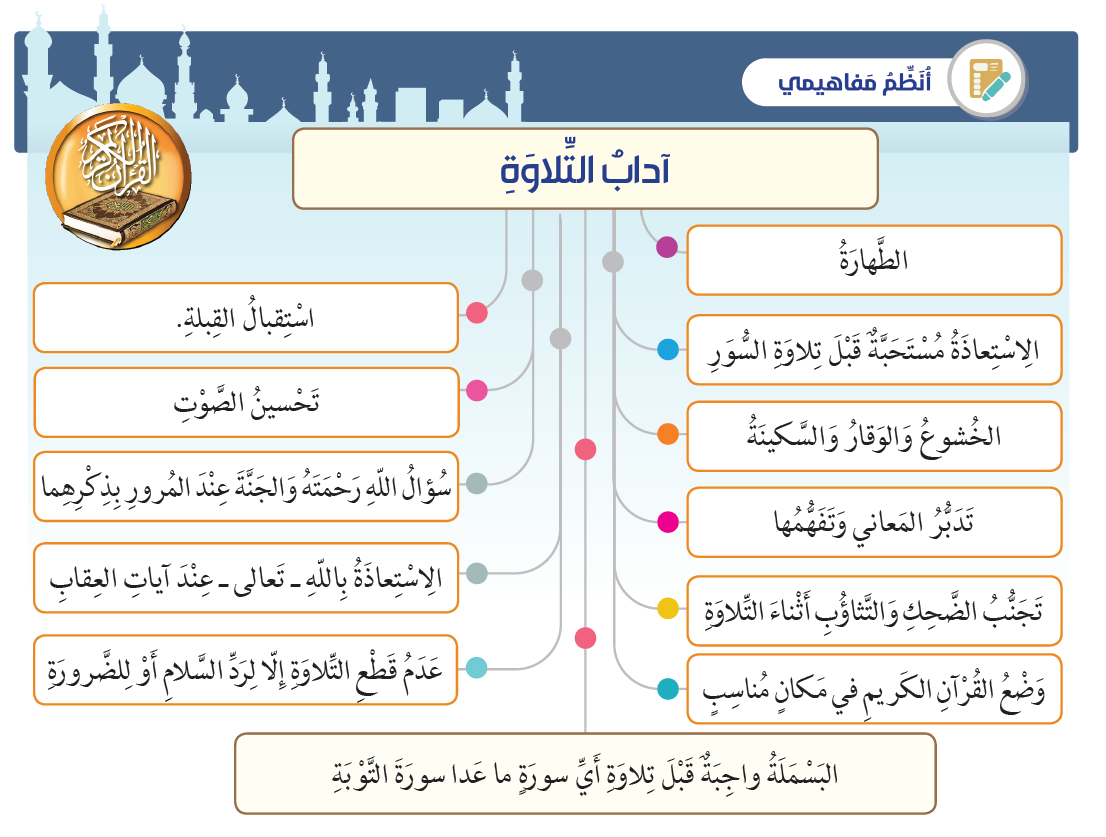 أُنَظِّمُ مَفاهيمي
القرآن الكريم
آدابُ التِّلاوَةِ
الطَّهارَةُ
الِاسْتِعاذَةُ مُسْتَحَبَّةٌ قَبْلَ تِلاوَةِ السُّوَرِ
الخُشوعُ وَالوَقارُ وَالسَّكينَةُ
تَدَبُّرُ المَعاني وَتَفَهُّمُها
تَجَنُّبُ الضَّحِكِ وَالتَّثاؤُبِ أَثْناءَ التِّلاوَةِ
وَضْعُ القُرْآنِ الكَريمِ في مَكانٍ مُناسِبٍ
اسْتِقبالُ القِبلةِ.
تَحْسينُ الصَّوْتِ
سُؤالُ اللّهِ رَحْمَتَهُ وَالجَنَّةَ عِنْدَ المُرورِ بِذِكْرِهِما
الِاسْتِعاذَةُ بِاللّهِ ـ تَعالى ـ عِنْدَ آياتِ العِقابِ
عَدَمُ قَطْعِ التِّلاوَةِ إِلّا لِرَدِّ السَّلامِ أَوْ لِلضَّرورَةِ
البَسْمَلَةُ واجِبَةٌ قَبْلَ تِلاوَةِ أَيِّ سورَةٍ ما عَدا سورَةَ التَّوْبَةِ